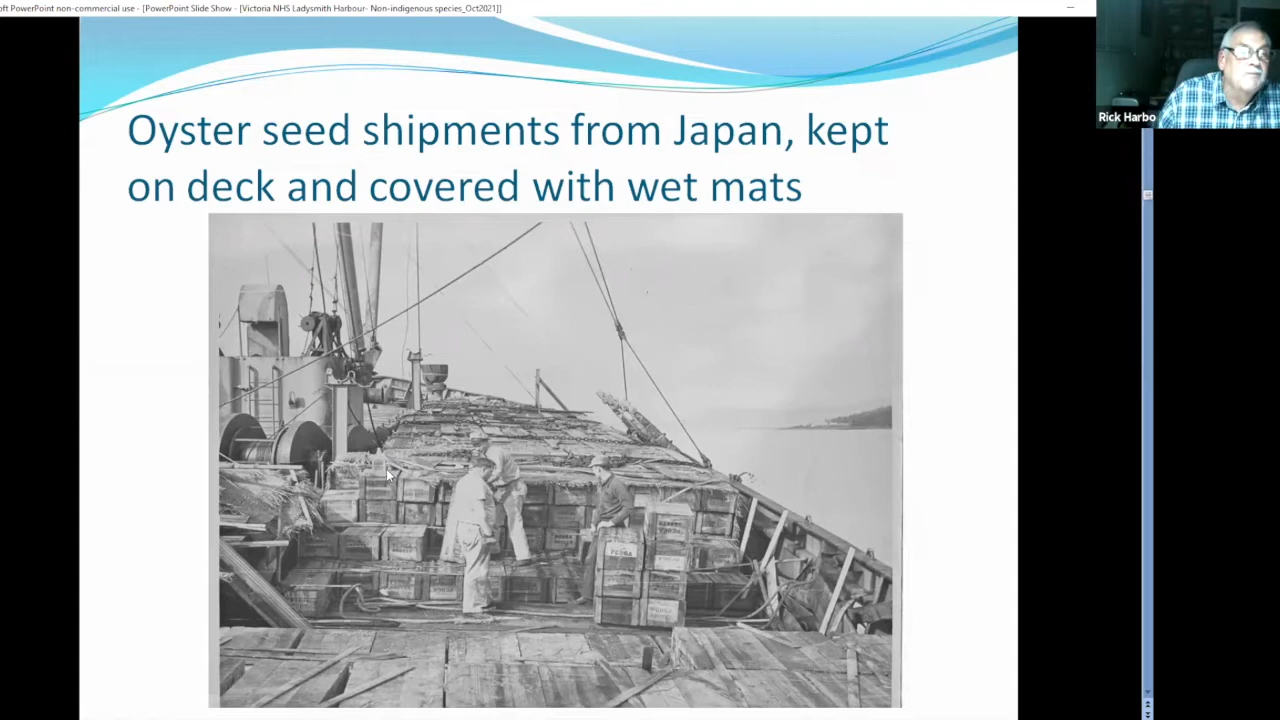 oft PowerPoint non-commercial use - [PowerPoint Slide Show - [Victoria NHS Ladysmith Harbour- Non-indigenous species_Oct2021]]
Rick Harbo
Oyster seed shipments from Japan, kept
on deck and covered with wet mats